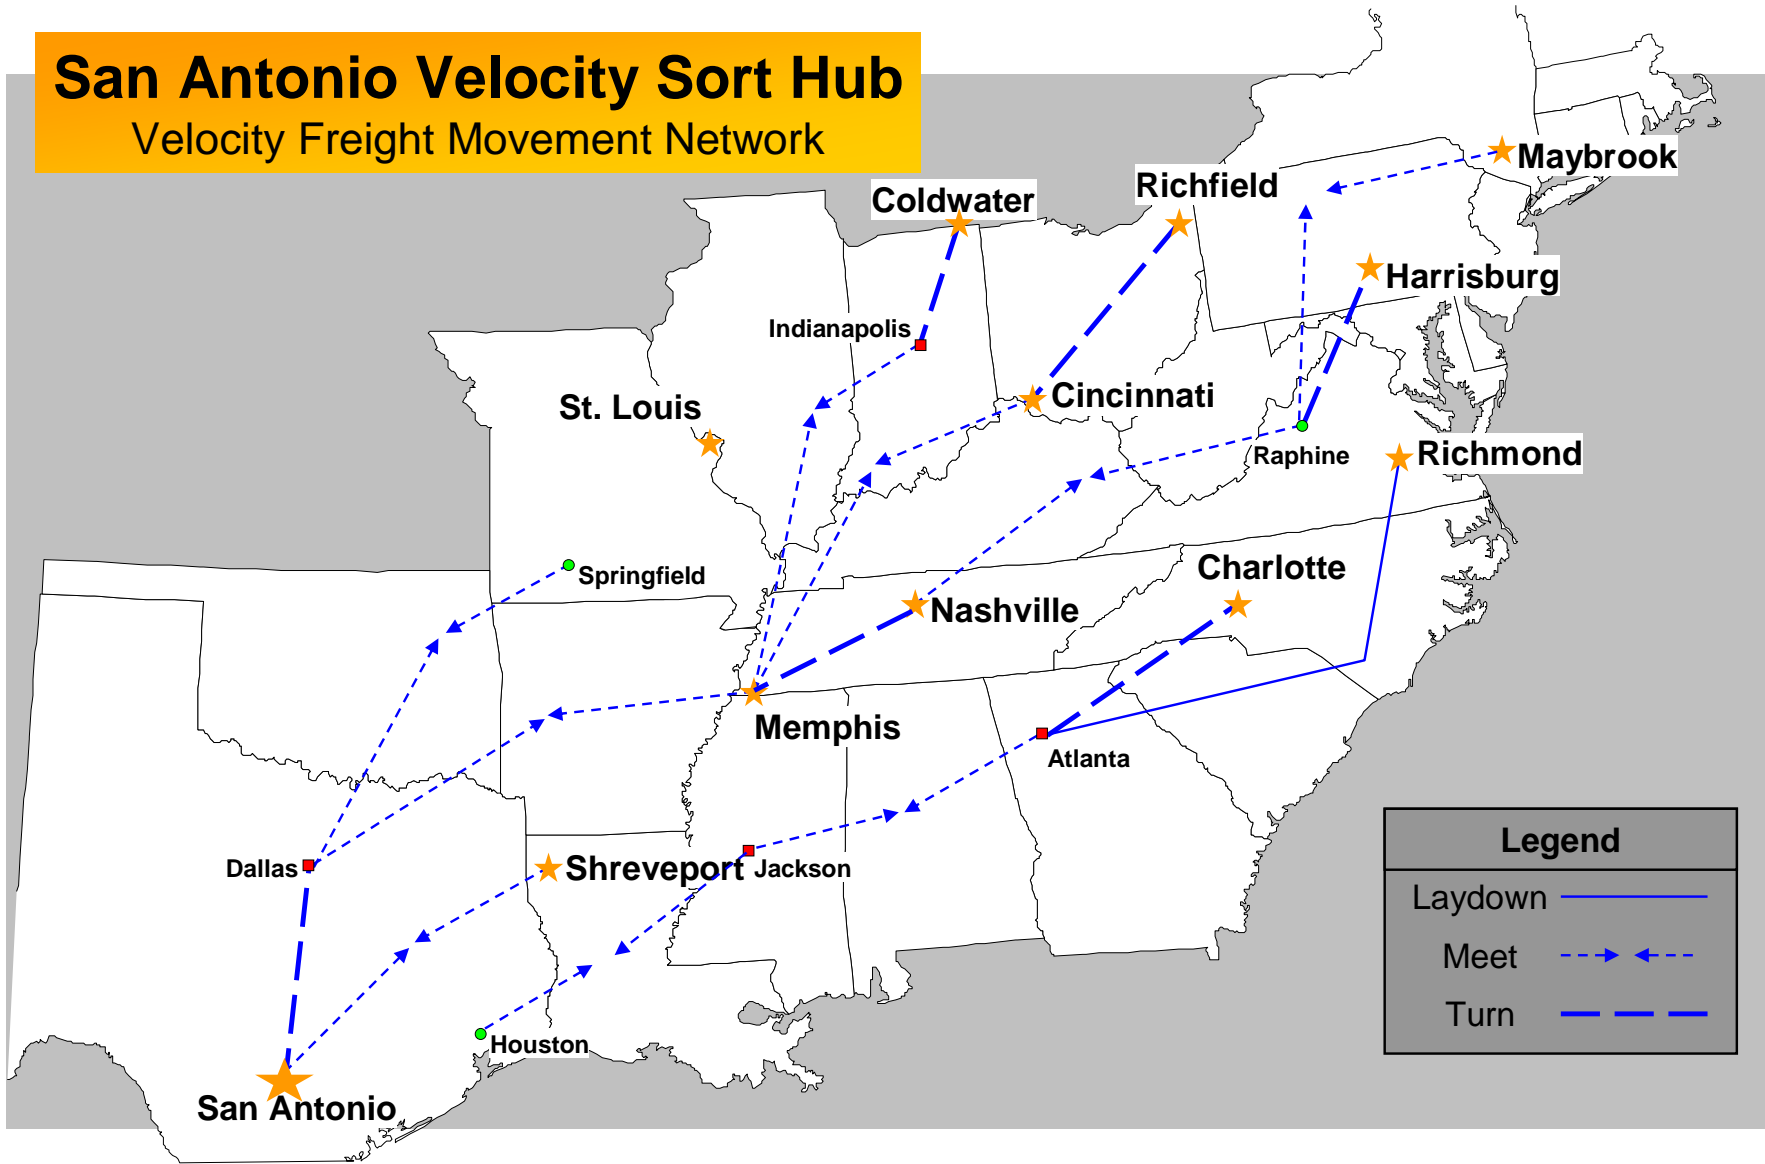 San Antonio Velocity Sort Hub
Velocity Freight Movement Network
Maybrook
Richfield
Coldwater
Harrisburg
Indianapolis
Cincinnati
St. Louis
Raphine
Richmond
Springfield
Charlotte
Nashville
Memphis
Atlanta
Dallas
Shreveport
Jackson
Houston
San Antonio
Legend
Laydown
Meet
Turn